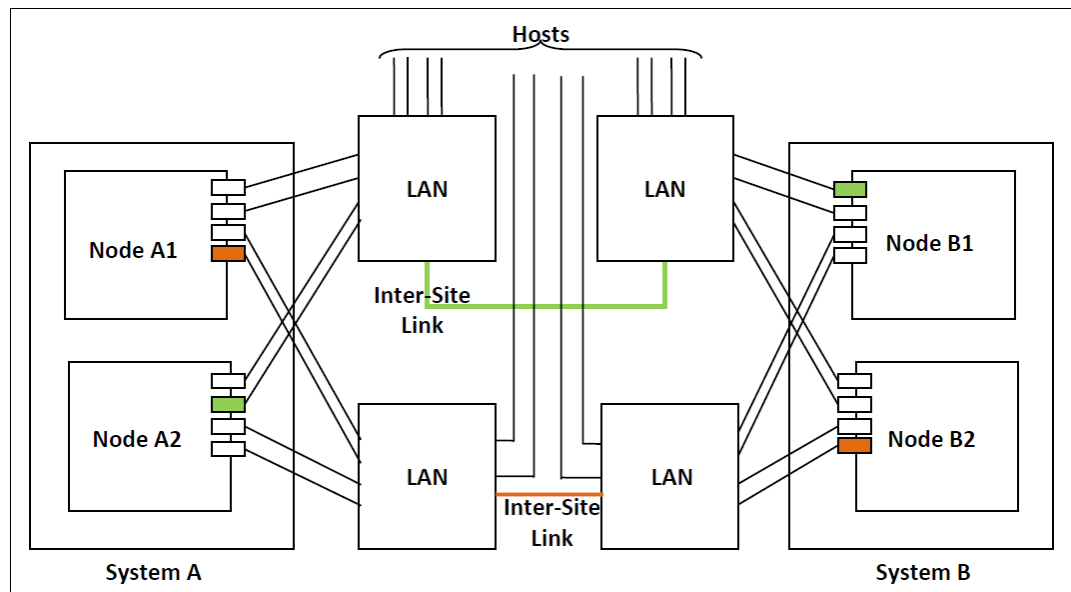 Hosts
LAN
LAN
Node A1
Node B1
Inter-Site
Link
Node A2
Node B2
LAN
LAN
Inter-Site
Link
System A
System B